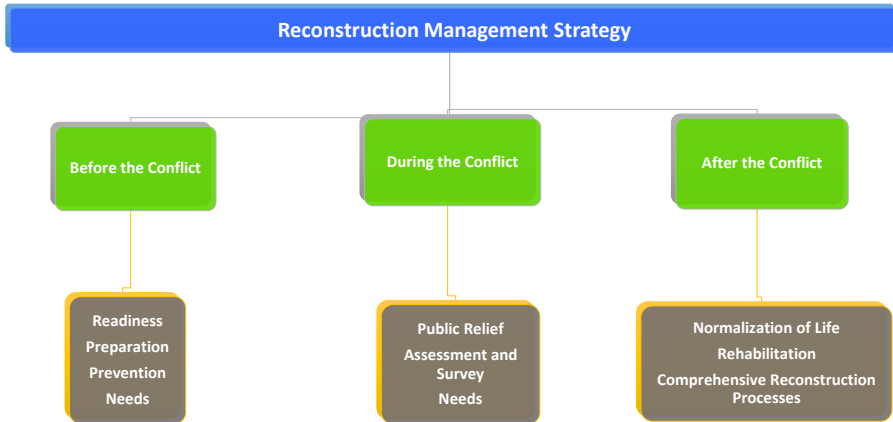 Reconstruction Management Strategy
Before the Conflict
During the Conflict
After the Conflict
Readiness
Preparation
Prevention
Needs
Public Relief
Assessment and
Survey
Needs
Normalization of Life
Rehabilitation
Comprehensive Reconstruction
Processes